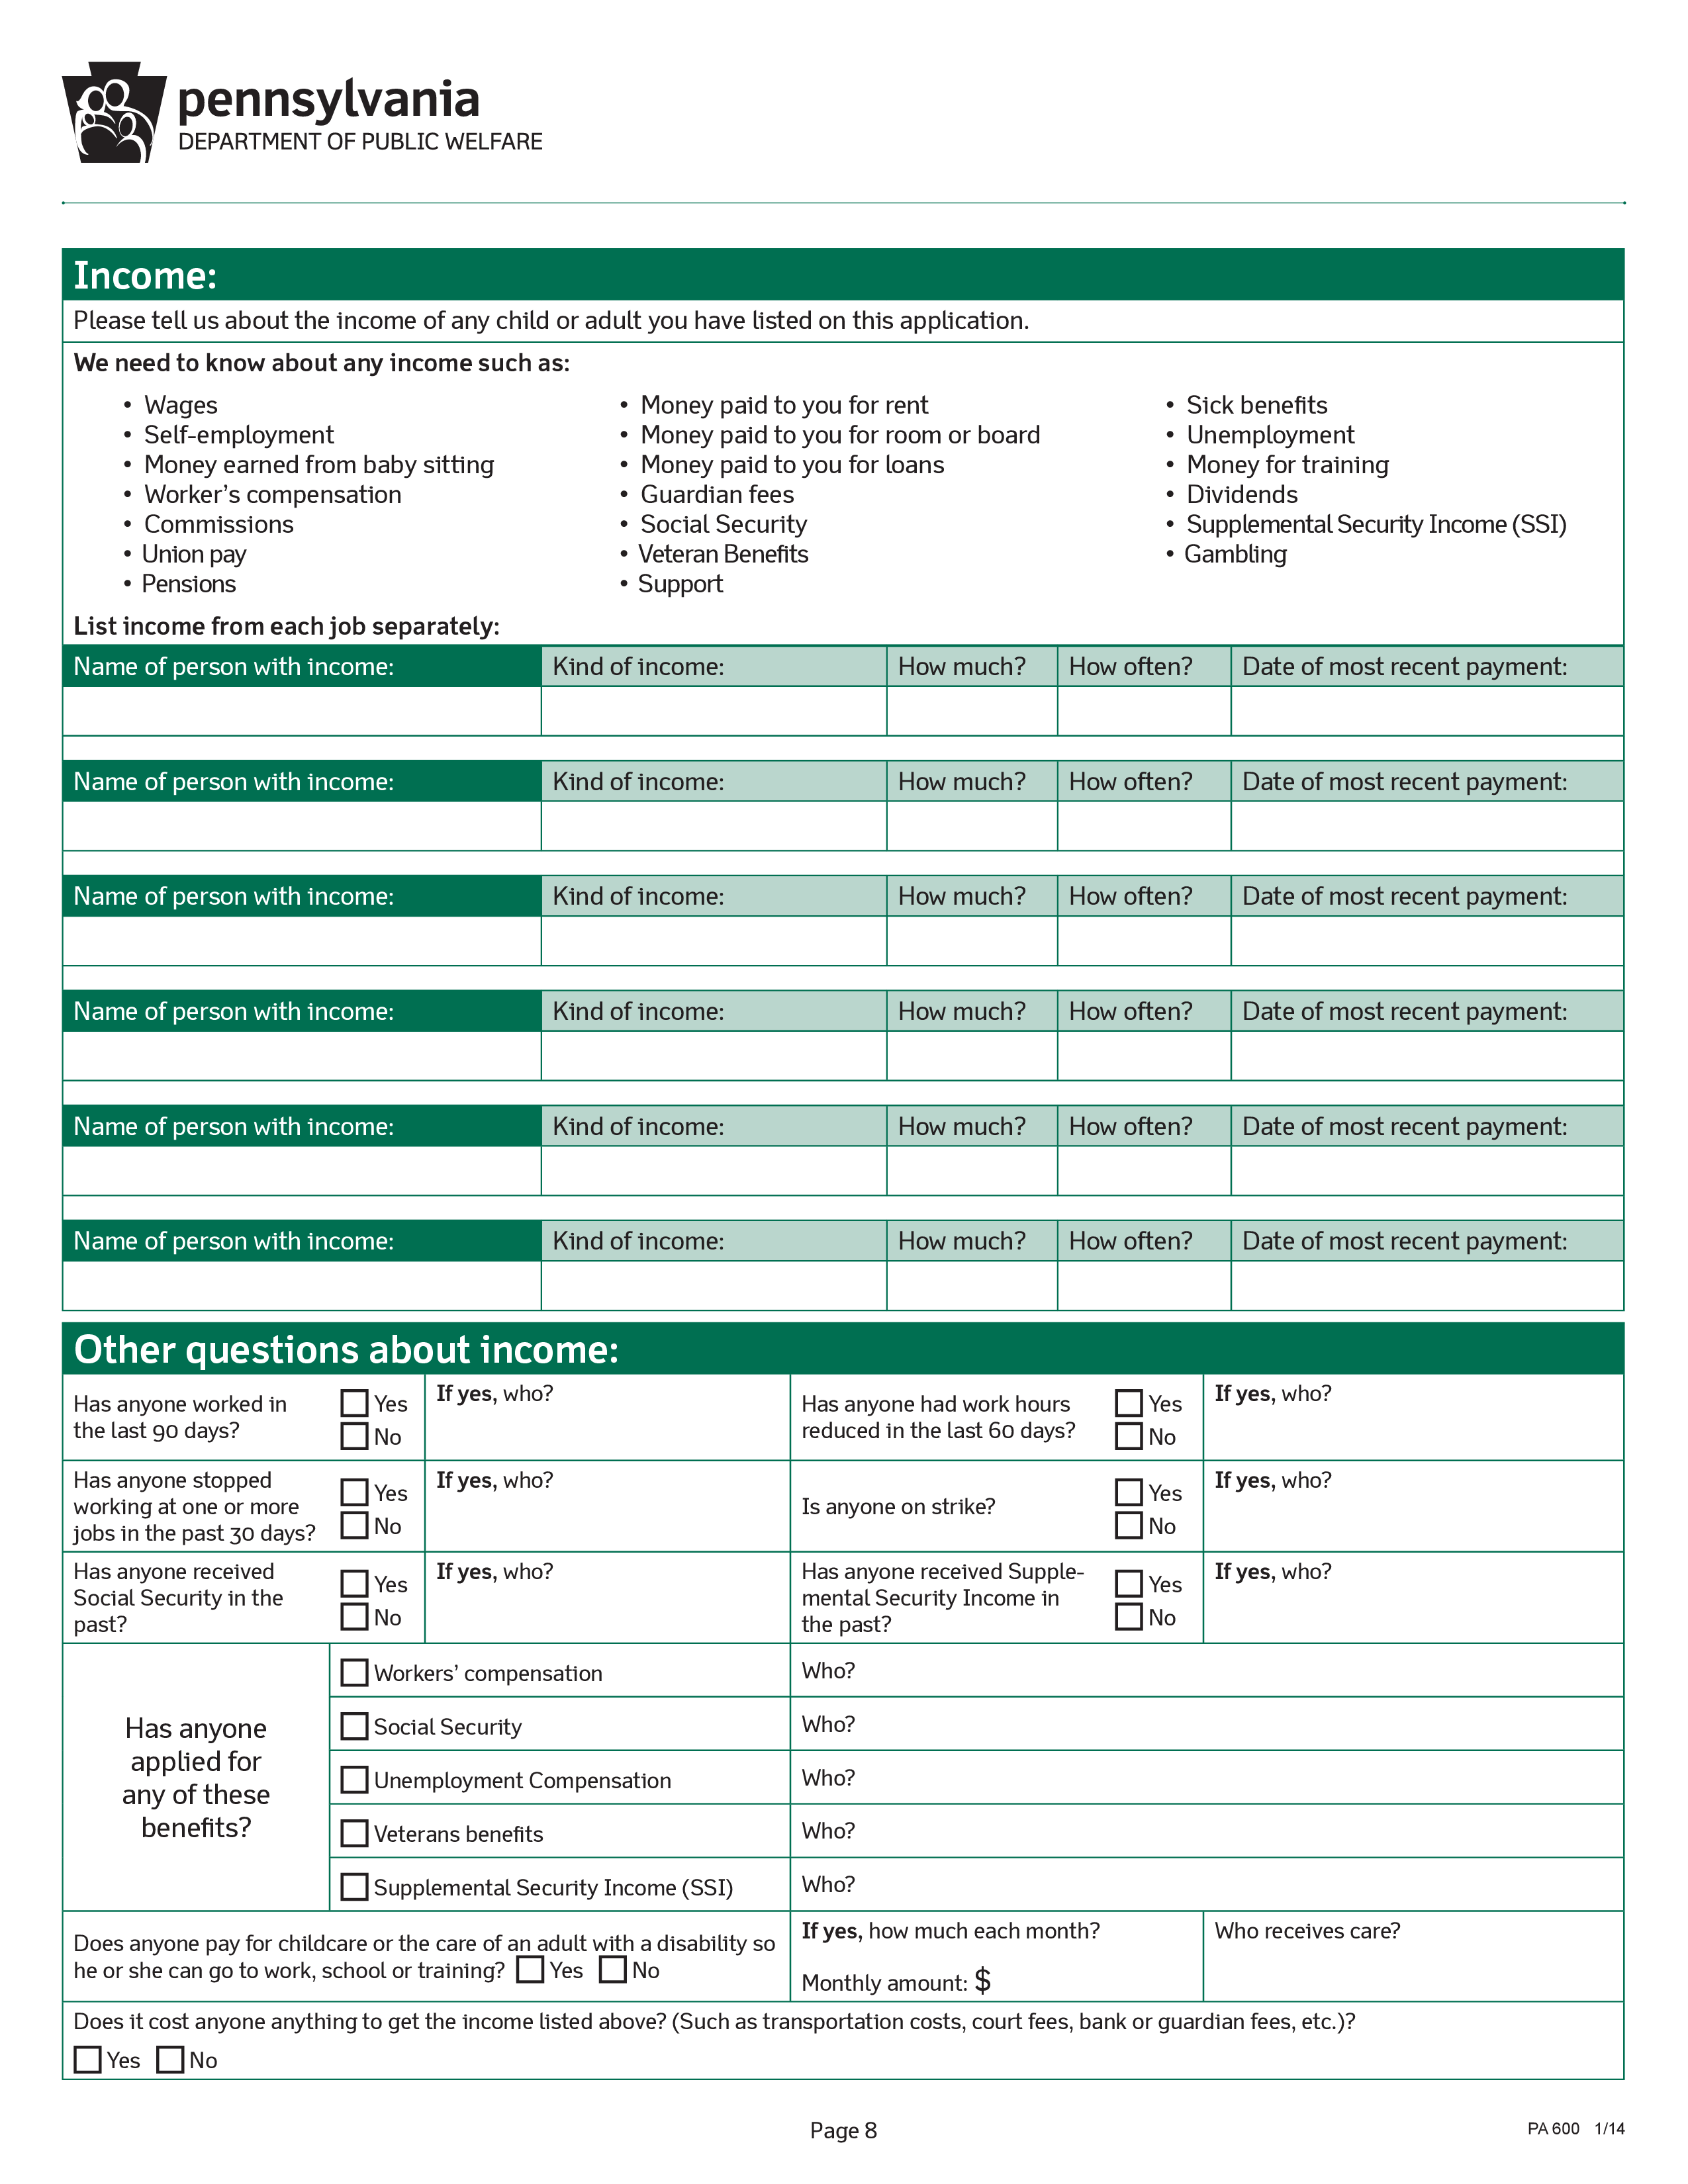 pennsylvania
DEPARTMENT OF PUBLIC WELFARE
Income:
Please tell us about the income of any child or adult you have listed on this application.
We need to know about any income such as:
• Wages
• Self-employment
• Money earned from baby sitting
• Worker’s compensation
• Commissions
• Union pay
• Pensions
• Money paid to you for rent
• Money paid to you for room or board
• Money paid to you for loans
• Guardian fees
• Social Security
• Veteran Benefits
• Support
• Sick benefits
• Unemployment
• Money for training
• Dividends
• Supplemental Security Income (SSI)
• Gambling
List income from each job separately:
Name of person with income: Kind of income: How much? How often? Date of most recent payment:
Name of person with income: Kind of income: How much? How often? Date of most recent payment:
Name of person with income: Kind of income: How much? How often? Date of most recent payment:
Name of person with income: Kind of income: How much? How often? Date of most recent payment:
Name of person with income: Kind of income: How much? How often? Date of most recent payment:
Name of person with income: Kind of income: How much? How often? Date of most recent payment:
Other questions about income:
Has anyone worked in
the last 90 days?
Yes
No
If yes, who?
Has anyone had work hours
reduced in the last 60 days?
Yes
No
If yes, who?
Has anyone stopped
working at one or more
jobs in the past 30 days?
Yes
No
If yes, who?
Is anyone on strike?
Yes
No
If yes, who?
Has anyone received
Social Security in the
past?
Yes
No
If yes, who?
Has anyone received Supple-
mental Security Income in
the past?
Yes
No
If yes, who?
Has anyone
applied for
any of these
benefits?
Workers’ compensation
Who?
Social Security
Who?
Unemployment Compensation
Who?
Veterans benefits
Who?
Supplemental Security Income (SSI)
Who?
Does anyone pay for childcare or the care of an adult with a disability so
he or she can go to work, school or training? Yes No
If yes, how much each month?
Monthly amount: $
Who receives care?
Does it cost anyone anything to get the income listed above? (Such as transportation costs, court fees, bank or guardian fees, etc.)?
Yes No
Page 8
PA 600 1/14